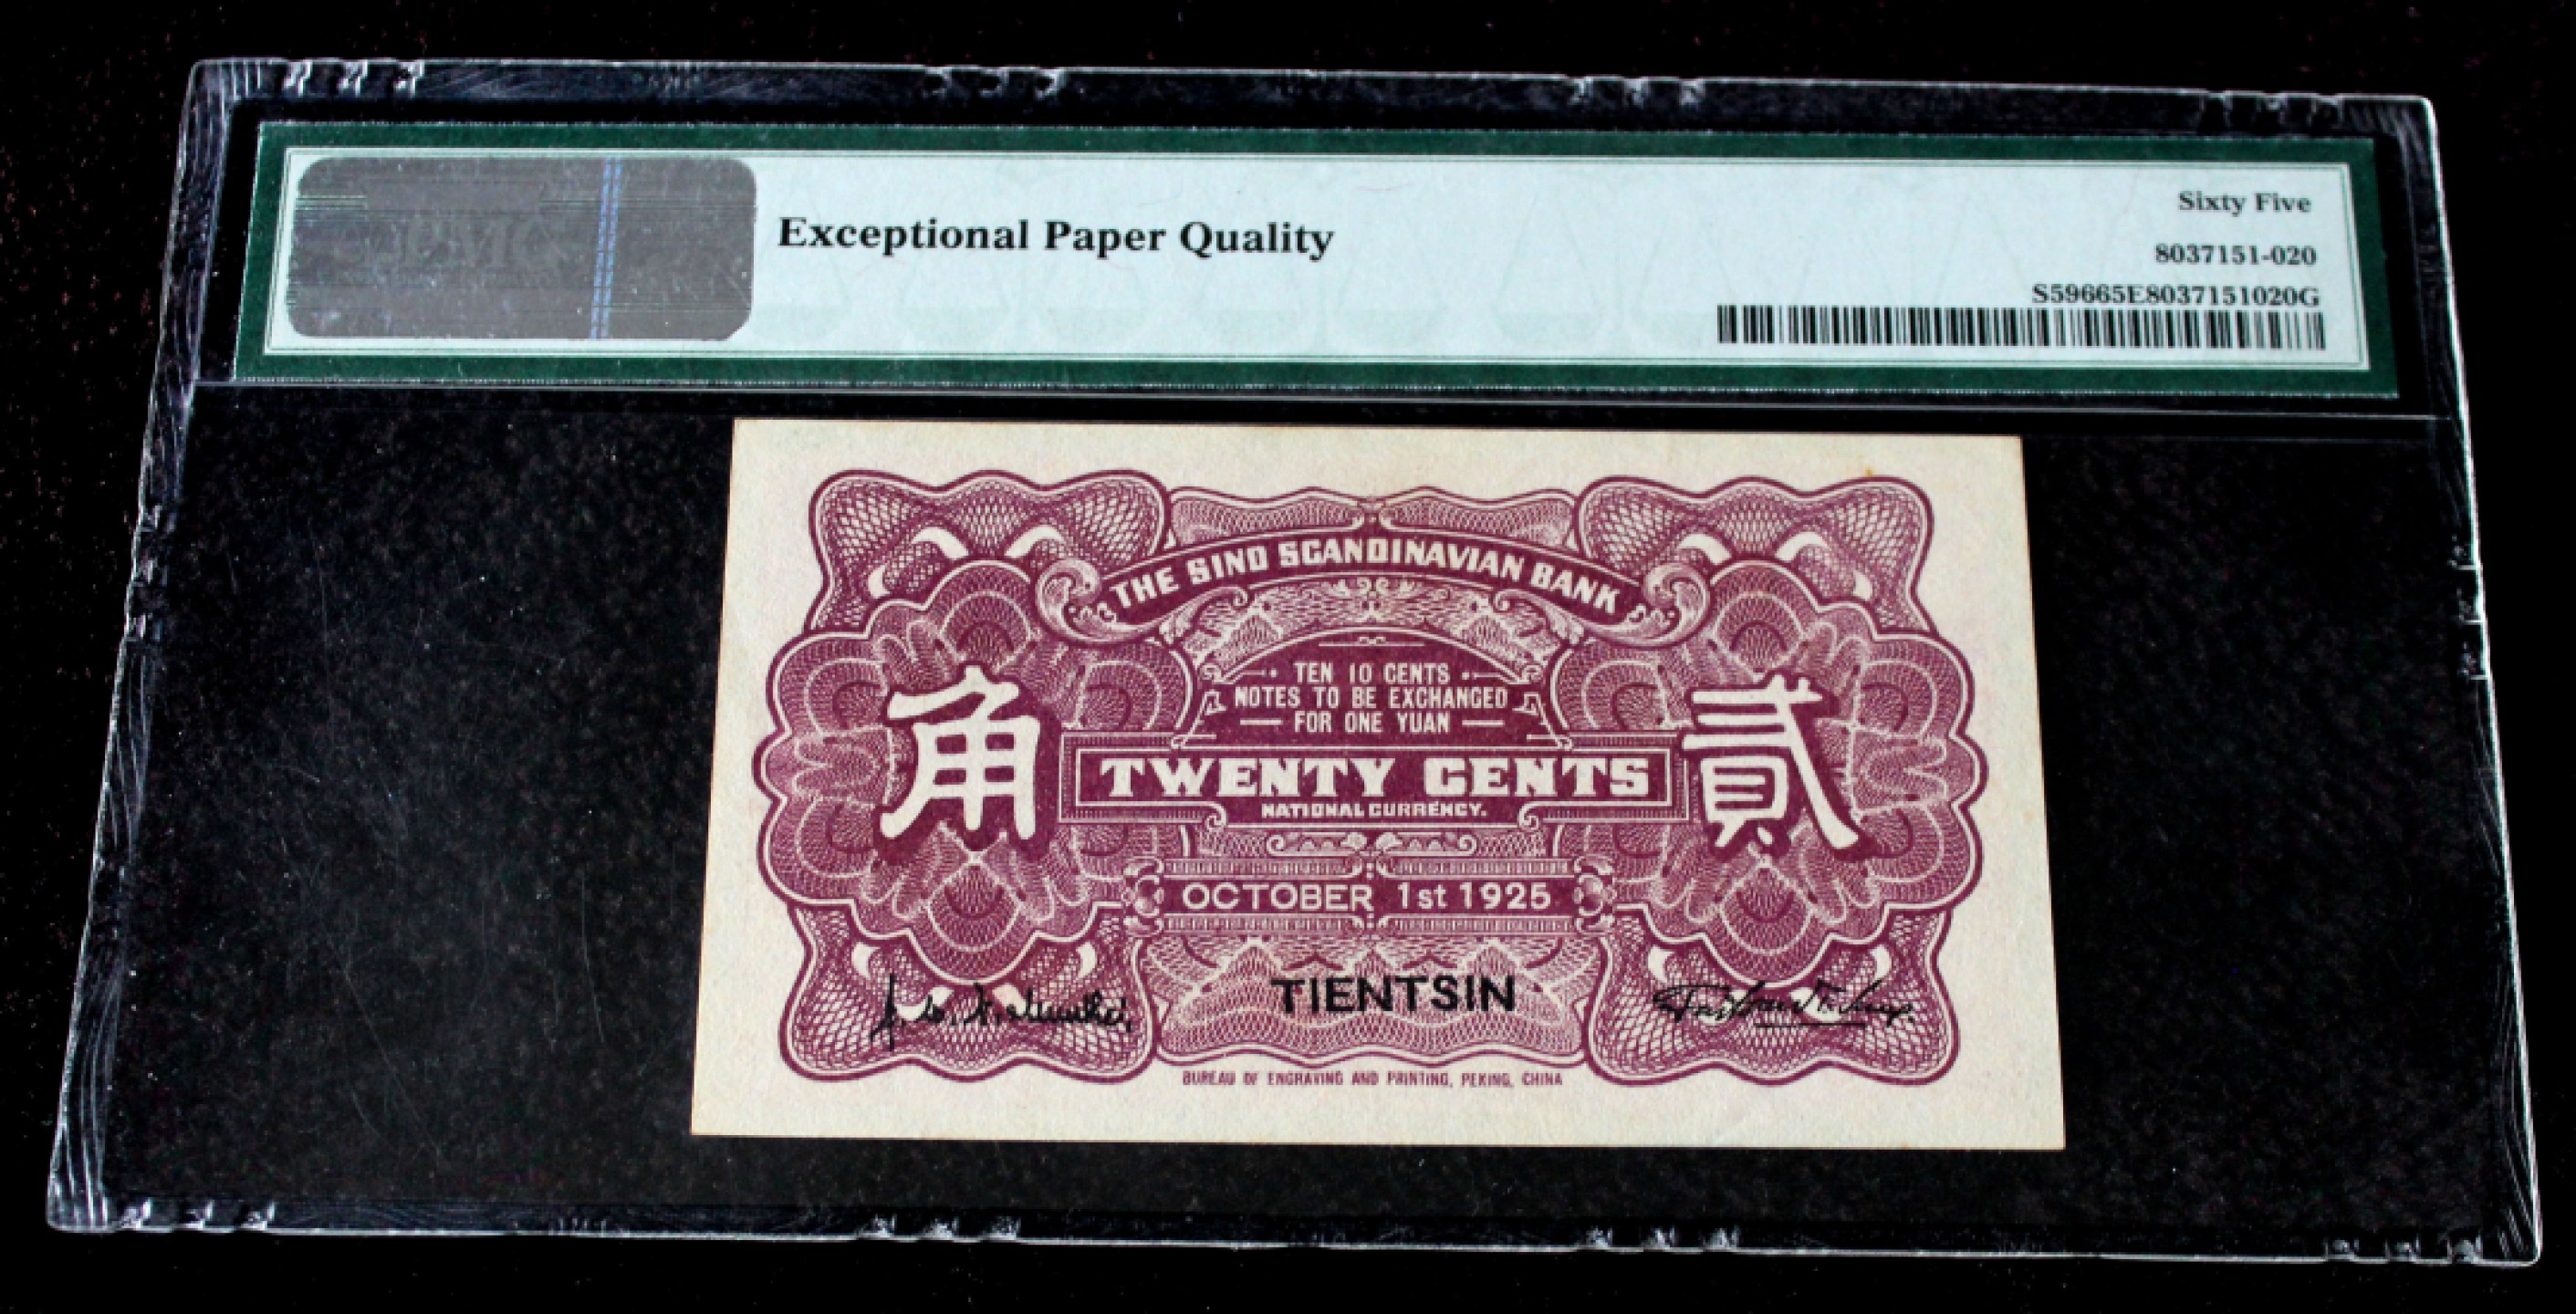 Sixty Five
Exceptional Paper Quality
8037151-020
S59665E8037151020G
THE SINO SCANDINAVIAN BANK
TEN 10 CENTS
NOTES TO BE EXCHANGED
FOR ONE YUAN
角 貳
TWENTY CENTS
NATIONAL CURRENCY.
OCTOBER 1st 1925
TIENTSIN
BUREAU OF ENGRAVING AND PRINTING, PEKING, CHINA